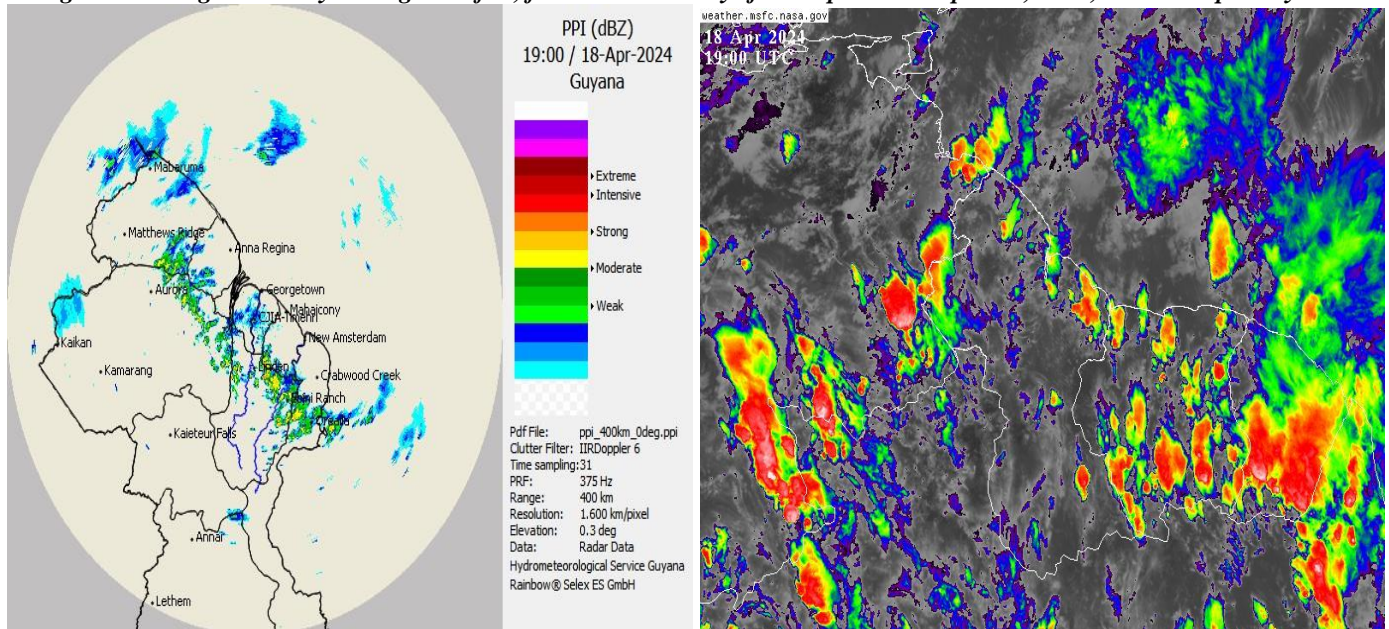 PPI (dBZ)
19:00 / 18-Apr-2024
Guyana
Extreme
Intensive
Strong
Moderate
Weak
Pdf File: ppi_400km_0deg.ppi
Clutter Filter: IIRDoppler 6
Time sampling:31
PRF: 375 Hz
Range: 400 km
Resolution: 1.600 km/pixel
Elevation: 0.3 deg
Data: Radar Data
Hydrometeorological Service Guyana
Rainbow® Selex ES GmbH
Mabaruma
Matthews Ridge
Anna Regina
Aurora
Georgetown
Mahaicony
CJIA-Timehri
New Amsterdam
Kaikan
Kamarang
Linden
Crabwood Creek
Ranch
Orealla
Kaieteur Falls
Annai
Lethem
weather.msfc.nasa.gov
18 Apr 2024
19:00 UTC